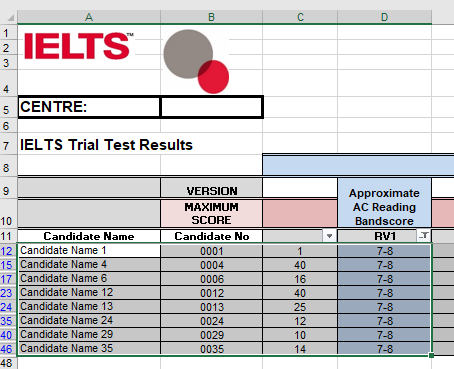 A B C D
1
2 IELTS™
3
4
5 CENTRE:
6
7 IELTS Trial Test Results
8
9 VERSION Approximate
AC Reading
Bandscore
10 MAXIMUM
SCORE
11 Candidate Name Candidate No RV1
12 Candidate Name 1 0001 1 7-8
15 Candidate Name 4 0004 40 7-8
17 Candidate Name 6 0006 16 7-8
23 Candidate Name 12 0012 40 7-8
24 Candidate Name 13 0013 25 7-8
35 Candidate Name 24 0024 12 7-8
40 Candidate Name 29 0029 10 7-8
46 Candidate Name 35 0035 14 7-8
48